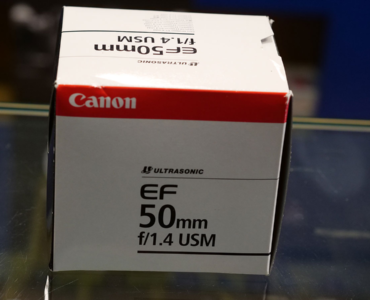 EF50mm
f/1.4 USM
ULTRASONIC
Canon
ULTRASONIC
EF
50mm
f/1.4 USM